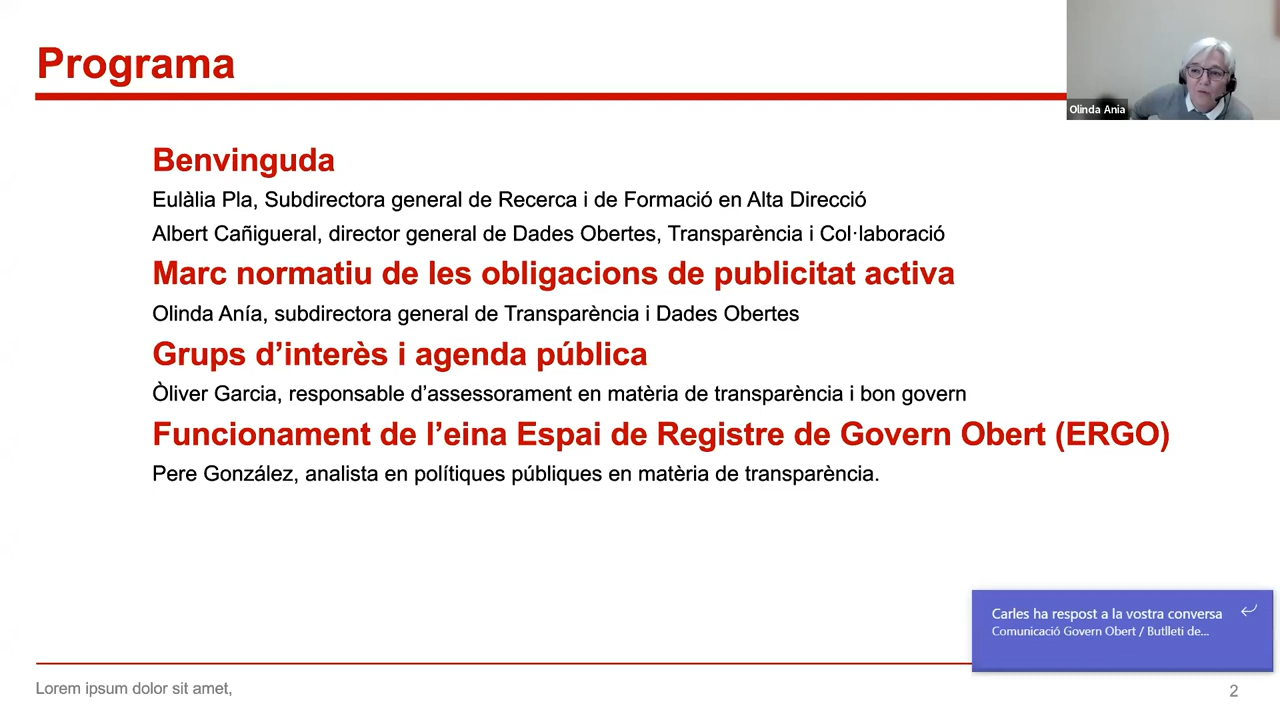 Programa
Olinda Ania
Benvinguda
Eulàlia Pla, Subdirectora general de Recerca i de Formació en Alta Direcció
Albert Cañigueral, director general de Dades Obertes, Transparència i Col·laboració
Marc normatiu de les obligacions de publicitat activa
Olinda Anía, subdirectora general de Transparència i Dades Obertes
Grups d’interès i agenda pública
Òliver Garcia, responsable d’assessorament en matèria de transparència i bon govern
Funcionament de l’eina Espai de Registre de Govern Obert (ERGO)
Pere González, analista en polítiques públiques en matèria de transparència.
Carles ha respost a la vostra conversa
Comunicació Govern Obert / Butlletí de...
Lorem ipsum dolor sit amet,
2